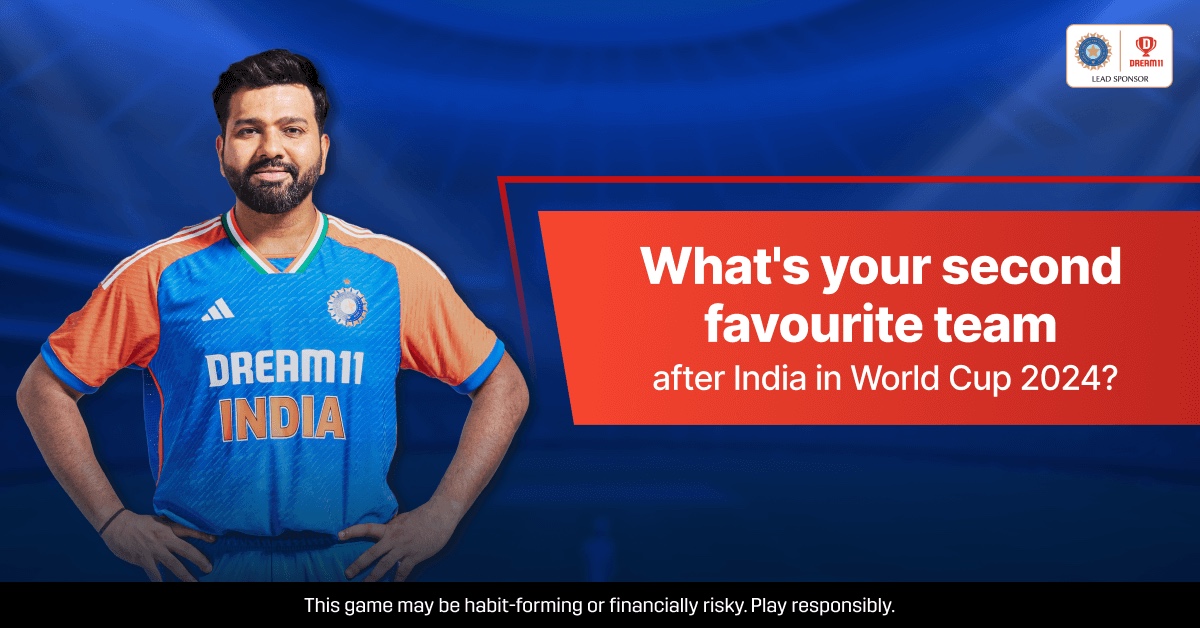 DREAM11
LEAD SPONSOR
What's your second
favourite team
after India in World Cup 2024?
DREAM11
INDIA
This game may be habit-forming or financially risky. Play responsibly.